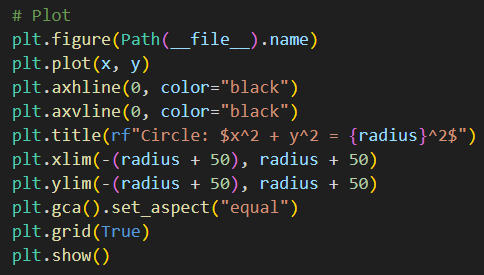 # Plot
plt.figure(Path(__file__).name)
plt.plot(x, y)
plt.axhline(0, color="black")
plt.axvline(0, color="black")
plt.title(rf"Circle: $x^2 + y^2 = {radius}^2$")
plt.xlim(-(radius + 50), radius + 50)
plt.ylim(-(radius + 50), radius + 50)
plt.gca().set_aspect("equal")
plt.grid(True)
plt.show()